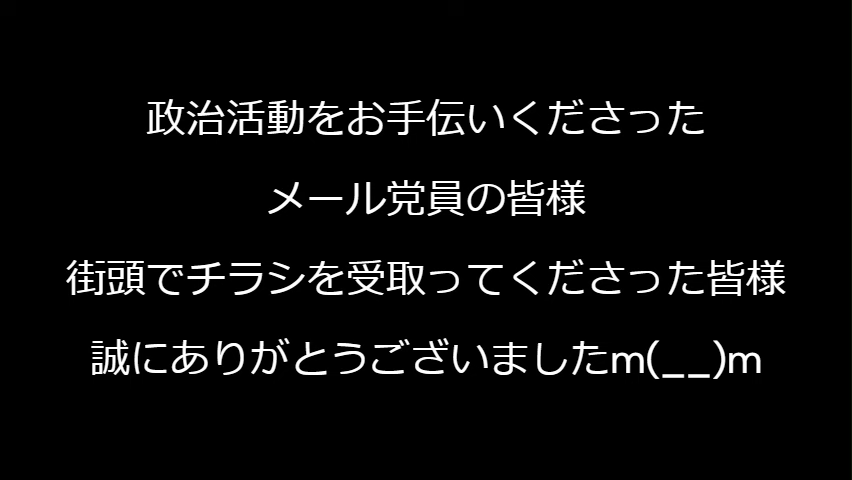 政治活動をお手伝いくださった
メール党員の皆様
街頭でチラシを受取ってくださった皆様
誠にありがとうございましたm(__)m